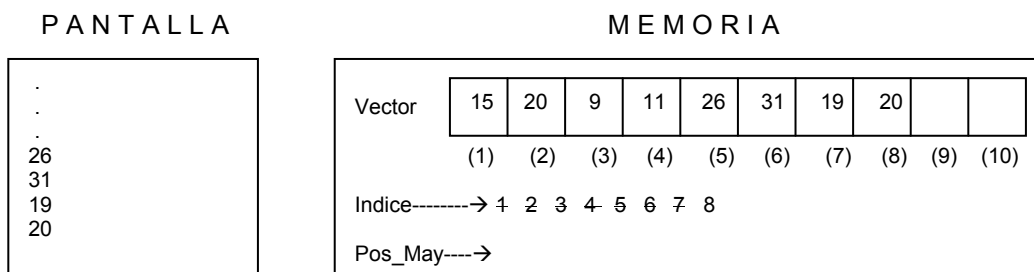 P A N T A L L A
M E M O R I A
.
.
.
26
31
19
20
Vector 15 20 9 11 26 31 19 20
(1) (2) (3) (4) (5) (6) (7) (8) (9) (10)
Indice--------→ 1 2 3 4 5 6 7 8
Pos_May----→